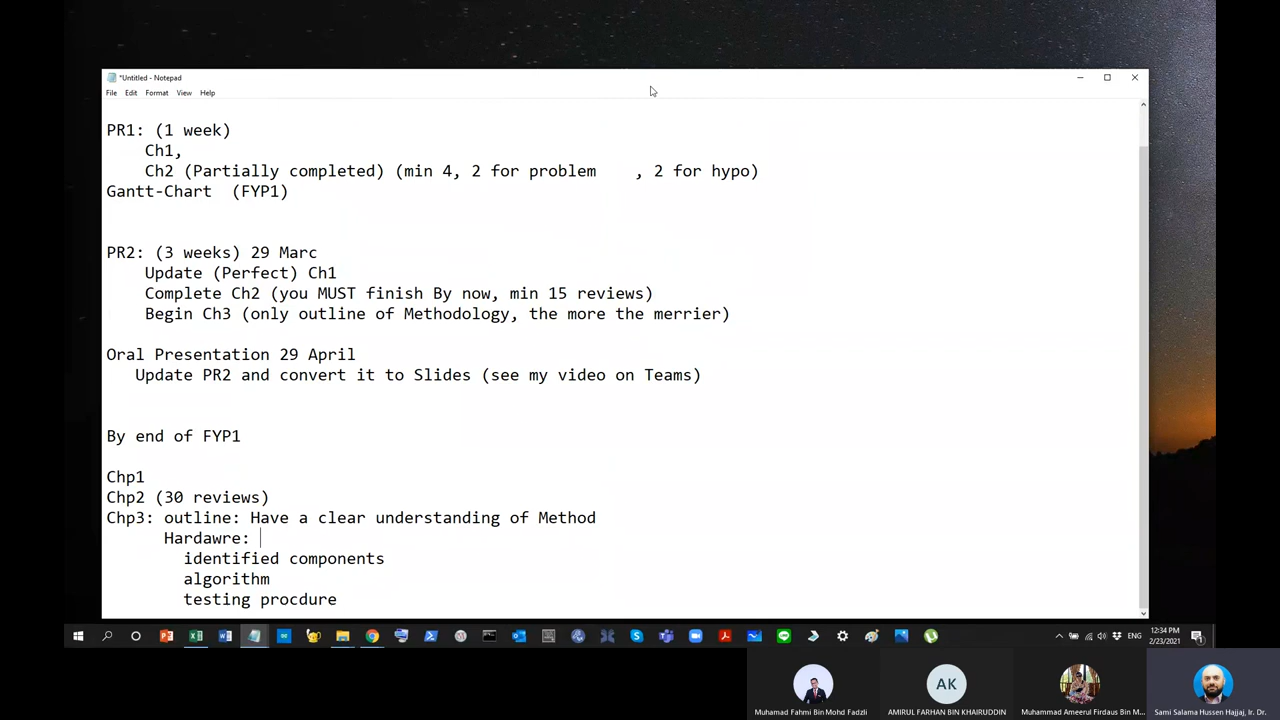 *Untitled - Notepad
File Edit Format View Help
PR1: (1 week)
Ch1,
Ch2 (Partially completed) (min 4, 2 for problem , 2 for hypo)
Gantt-Chart (FYP1)
PR2: (3 weeks) 29 Marc
Update (Perfect) Ch1
Complete Ch2 (you MUST finish By now, min 15 reviews)
Begin Ch3 (only outline of Methodology, the more the merrier)
Oral Presentation 29 April
Update PR2 and convert it to Slides (see my video on Teams)
By end of FYP1
Chp1
Chp2 (30 reviews)
Chp3: outline: Have a clear understanding of Method
Hardawre:
identified components
algorithm
testing procdure
ENG
12:34 PM
2/23/2021
AK
Muhamad Fahmi Bin Mohd Fadzli
AMIRUL FARHAN BIN KHAIRUDDIN
Muhammad Ameerul Firdaus Bin M...
Sami Salama Hussen Hajjaj, Ir. Dr.